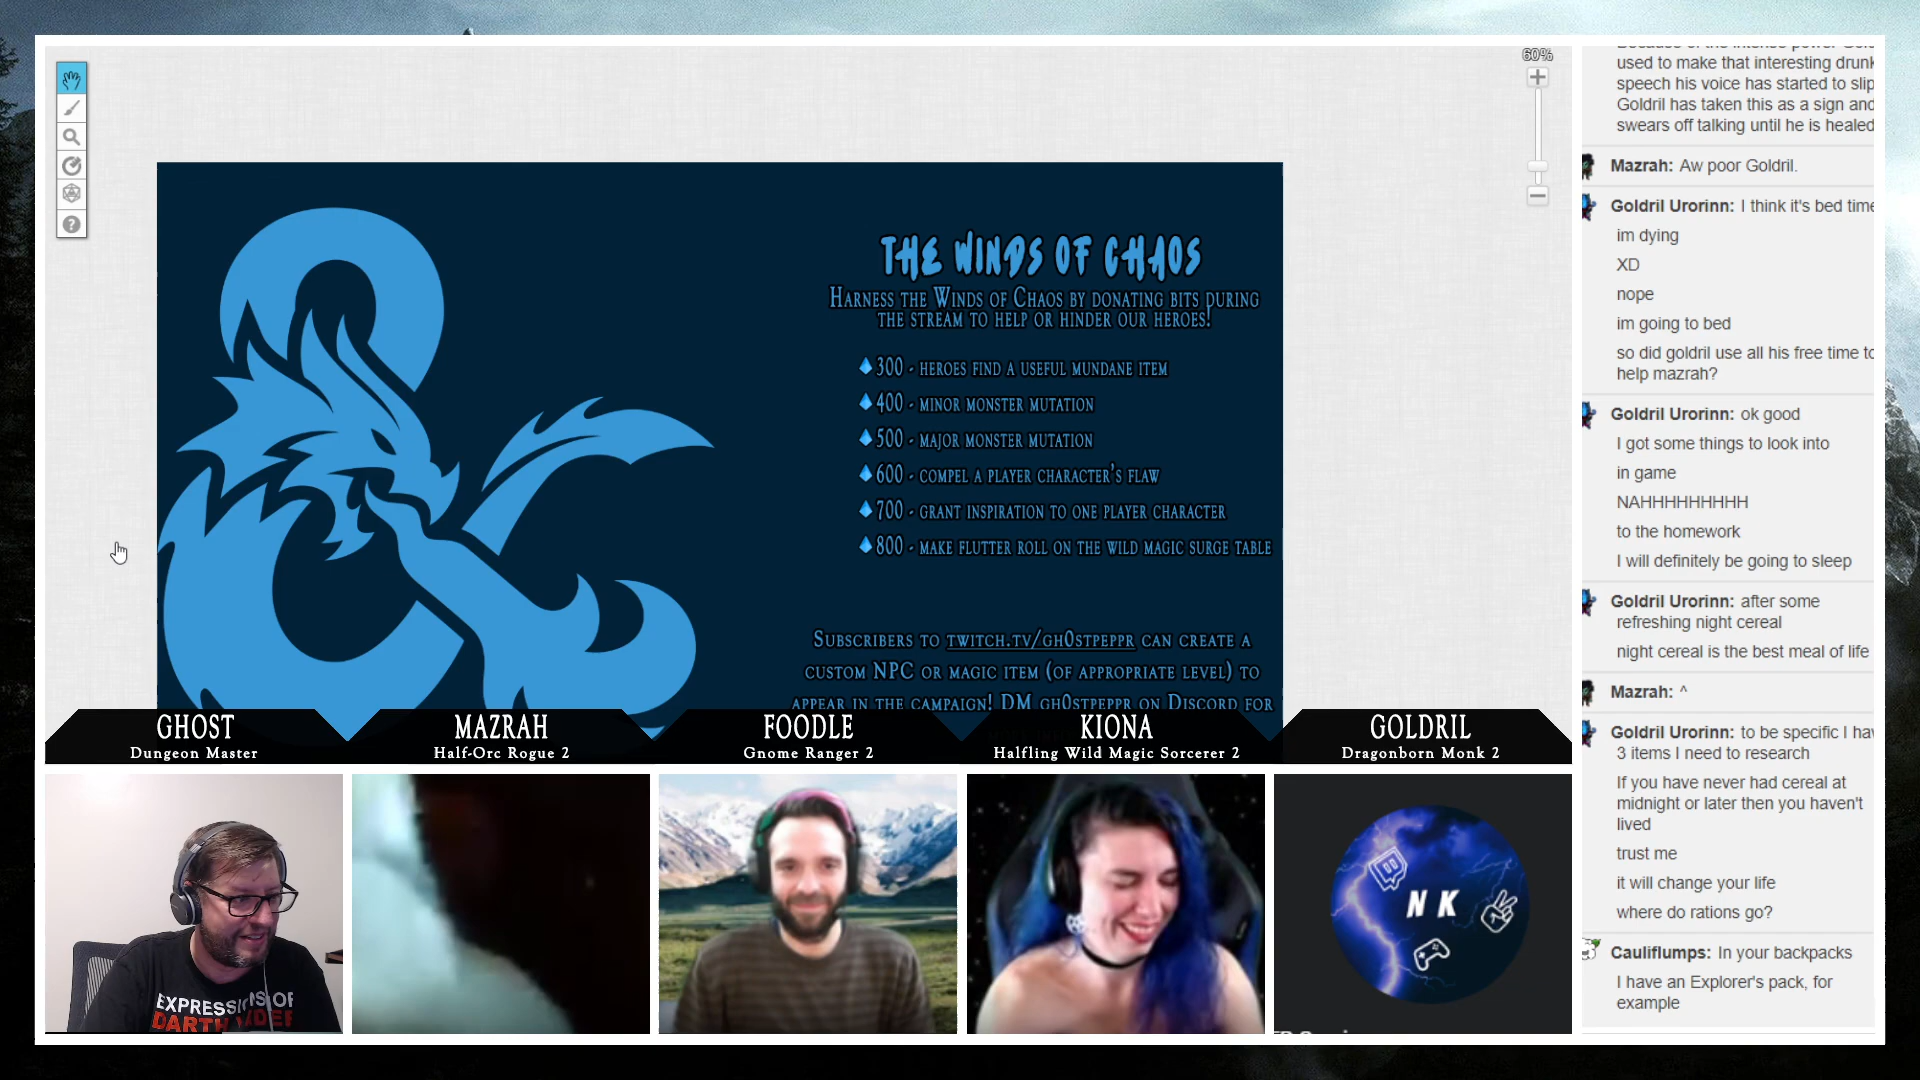 60%
THE WINDS OF CHAOS
HARNESS THE WINDS OF CHAOS BY DONATING BITS DURING
THE STREAM TO HELP OR HINDER OUR HEROES!
300 - HEROES FIND A USEFUL MUNDANE ITEM
400 - MINOR MONSTER MUTATION
500 - MAJOR MONSTER MUTATION
600 - COMPEL A PLAYER CHARACTER'S FLAW
700 - GRANT INSPIRATION TO ONE PLAYER CHARACTER
800 - MAKE FLUTTER ROLL ON THE WILD MAGIC SURGE TABLE
SUBSCRIBERS TO TWITCH.TV/GH0STPEPPR CAN CREATE A
CUSTOM NPC OR MAGIC ITEM (OF APPROPRIATE LEVEL) TO
APPEAR IN THE CAMPAIGN! DM GH0STPEPPR ON DISCORD FOR
GHOST
Dungeon Master
MAZRAH
Half-Orc Rogue 2
FOODLE
Gnome Ranger 2
KIONA
Halfling Wild Magic Sorcerer 2
GOLDRIL
Dragonborn Monk 2
EXPRESSIONS OF
DARTH VADER
N K
used to make that interesting drunk
speech his voice has started to slip
Goldril has taken this as a sign and
swears off talking until he is healed
Mazrah: Aw poor Goldril.
Goldril Urorinn: I think it's bed time
im dying
XD
nope
im going to bed
so did goldril use all his free time to
help mazrah?
Goldril Urorinn: ok good
I got some things to look into
in game
NAHHHHHHHHH
to the homework
I will definitely be going to sleep
Goldril Urorinn: after some
refreshing night cereal
night cereal is the best meal of life
Mazrah: ^
Goldril Urorinn: to be specific I hav
3 items I need to research
If you have never had cereal at
midnight or later then you haven't
lived
trust me
it will change your life
where do rations go?
Cauliflumps: In your backpacks
I have an Explorer's pack, for
example